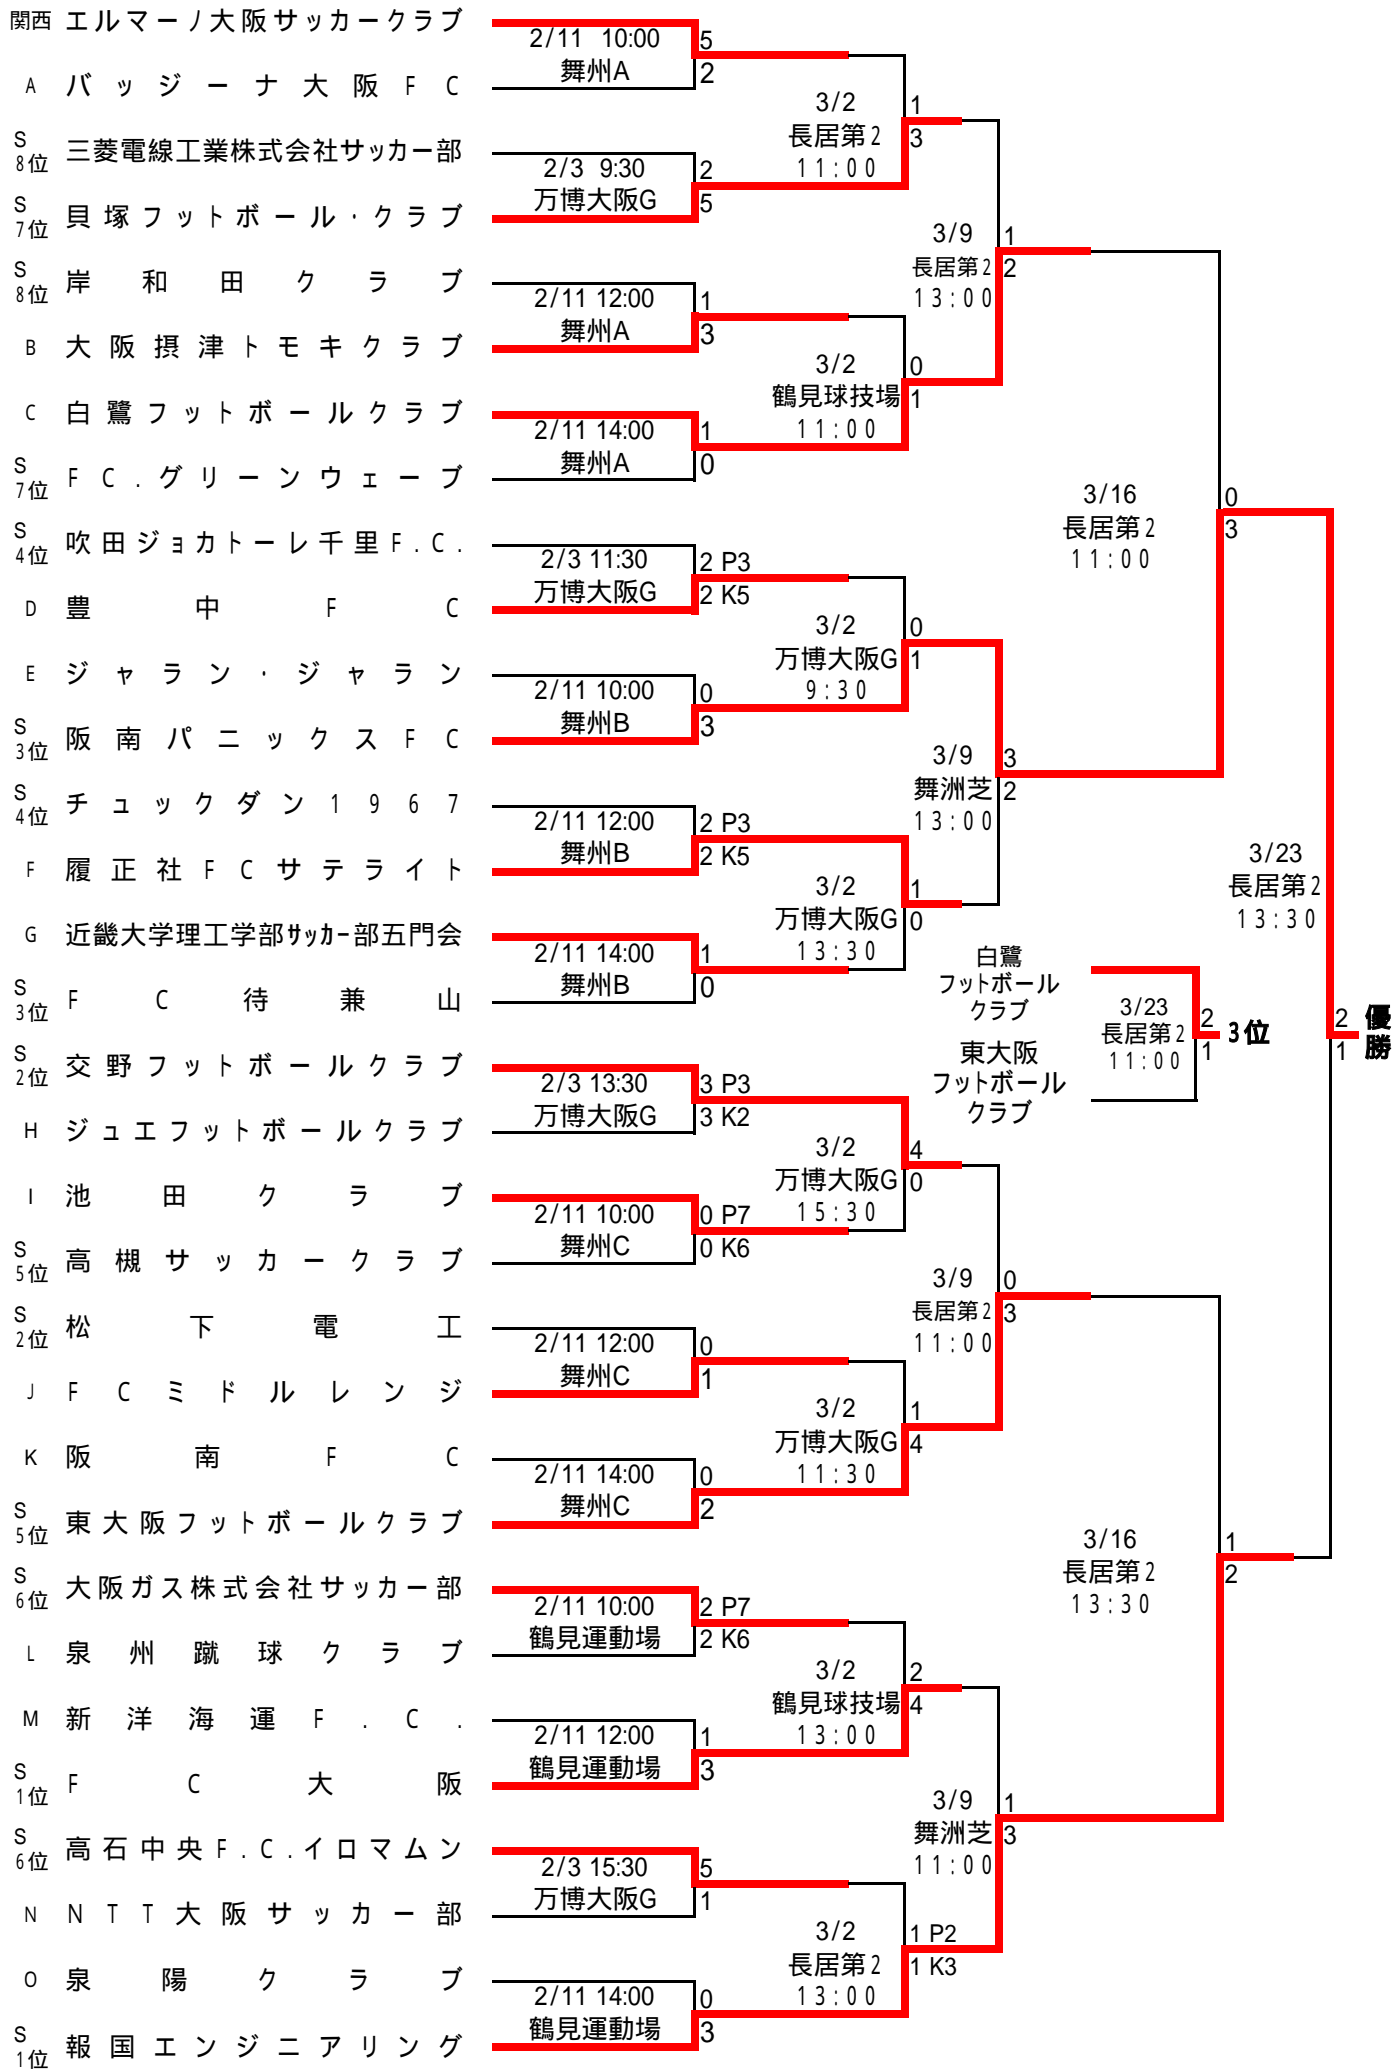 関西 エルマーノ大阪サッカークラブ
2/11 10:00
舞州A
5
2
A バッジーナ大阪FC
S8位 三菱電線工業株式会社サッカー部
2/3 9:30
万博大阪G
2
5
S7位 貝塚フットボール・クラブ
3/2
長居第2
11:00
1
3
S8位 岸和田クラブ
2/11 12:00
舞州A
1
3
B 大阪摂津トモキクラブ
C 白鷺フットボールクラブ
2/11 14:00
舞州A
1
0
S7位 FC.グリーンウェーブ
3/2
鶴見球技場
11:00
0
1
3/9
長居第2
13:00
1
2
S4位 吹田ジョカトーレ千里F.C.
2/3 11:30
万博大阪G
2 P3
2 K5
D 豊中FC
E ジャラン・ジャラン
2/11 10:00
舞州B
0
3
S3位 阪南パニックスFC
3/2
万博大阪G
9:30
0
1
S4位 チュックダン1967
2/11 12:00
舞州B
2 P3
2 K5
F 履正社FCサテライト
G 近畿大学理工学部サッカー部五門会
2/11 14:00
舞州B
1
0
S3位 FC待兼山
3/2
万博大阪G
13:30
1
0
3/9
舞洲芝
13:00
3
2
3/16
長居第2
11:00
0
3
S2位 交野フットボールクラブ
2/3 13:30
万博大阪G
3 P3
3 K2
H ジュエフットボールクラブ
I 池田クラブ
2/11 10:00
舞州C
0 P7
0 K6
S5位 高槻サッカークラブ
3/2
万博大阪G
15:30
4
0
S2位 松下電工
2/11 12:00
舞州C
0
1
J FCミドルレンジ
K 阪南FC
2/11 14:00
舞州C
0
2
S5位 東大阪フットボールクラブ
3/2
万博大阪G
11:30
1
4
3/9
長居第2
11:00
0
3
S6位 大阪ガス株式会社サッカー部
2/11 10:00
鶴見運動場
2 P7
2 K6
L 泉州蹴球クラブ
M 新洋海運F.C.
2/11 12:00
鶴見運動場
1
3
S1位 FC大阪
3/2
鶴見球技場
13:00
2
4
S6位 高石中央F.C.イロマムン
2/3 15:30
万博大阪G
5
1
N NTT大阪サッカー部
O 泉陽クラブ
2/11 14:00
鶴見運動場
0
3
S1位 報国エンジニアリング
3/2
長居第2
13:00
1 P2
1 K3
3/9
舞洲芝
11:00
1
3
3/16
長居第2
13:30
1
2
3/23
長居第2
13:30
2
1
優勝
白鷺
フットボール
クラブ
東大阪
フットボール
クラブ
3/23
長居第2
11:00
2
1
3位